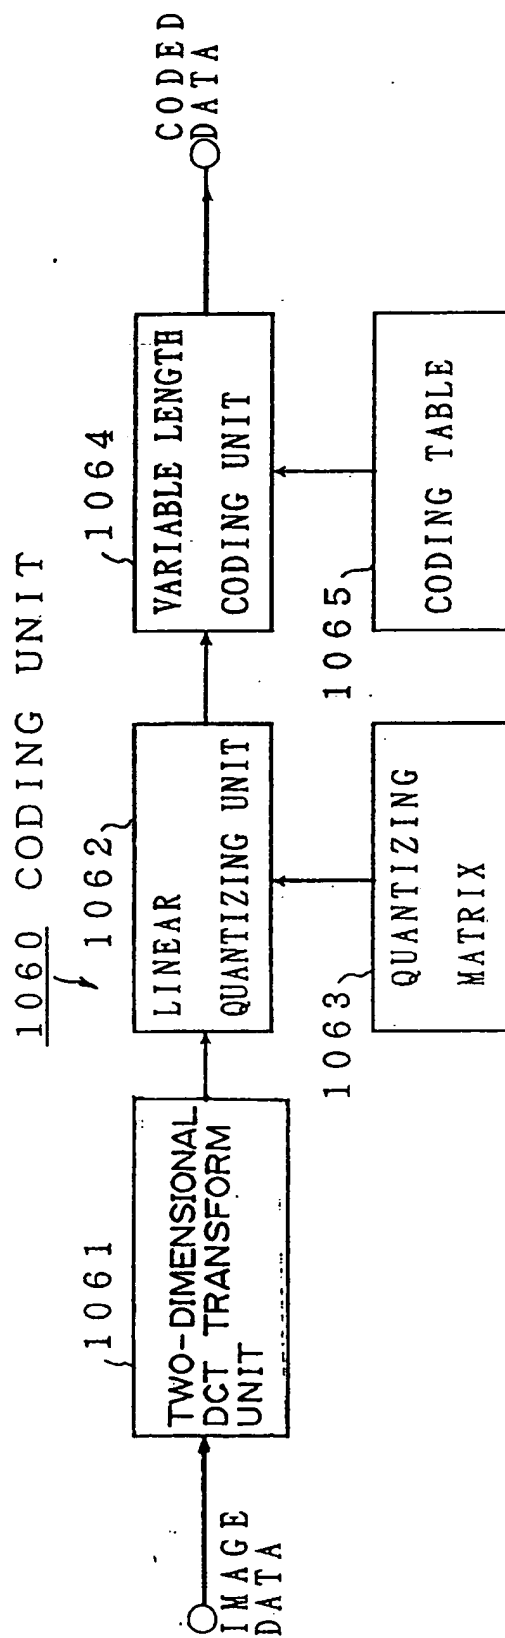 1060 CODING UNIT
IMAGE
DATA
1061
TWO-DIMENSIONAL
DCT TRANSFORM
UNIT
1062
LINEAR
QUANTIZING UNIT
1063
QUANTIZING
MATRIX
1064
VARIABLE LENGTH
CODING UNIT
1065
CODING TABLE
CODED
DATA